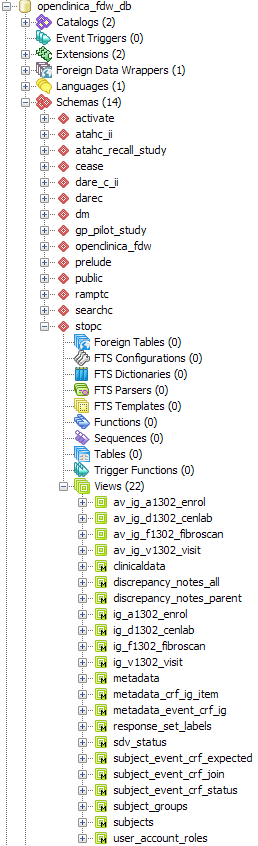 openclinica_fdw_db
Catalogs (2)
Event Triggers (0)
Extensions (2)
Foreign Data Wrappers (1)
Languages (1)
Schemas (14)
activate
atahc_ii
atahc_recall_study
cease
dare_c_ii
darec
dm
gp_pilot_study
openclinica_fdw
prelude
public
ramptc
searchc
stopc
Foreign Tables (0)
FTS Configurations (0)
FTS Dictionaries (0)
FTS Parsers (0)
FTS Templates (0)
Functions (0)
Sequences (0)
Tables (0)
Trigger Functions (0)
Views (22)
av_ig_a1302_enrol
av_ig_d1302_cenlab
av_ig_f1302_fibroscan
av_ig_v1302_visit
clinicaldata
discrepancy_notes_all
discrepancy_notes_parent
ig_a1302_enrol
ig_d1302_cenlab
ig_f1302_fibroscan
ig_v1302_visit
metadata
metadata_crf_ig_item
metadata_event_crf_ig
response_set_labels
sdv_status
subject_event_crf_expected
subject_event_crf_join
subject_event_crf_status
subject_groups
subjects
user_account_roles